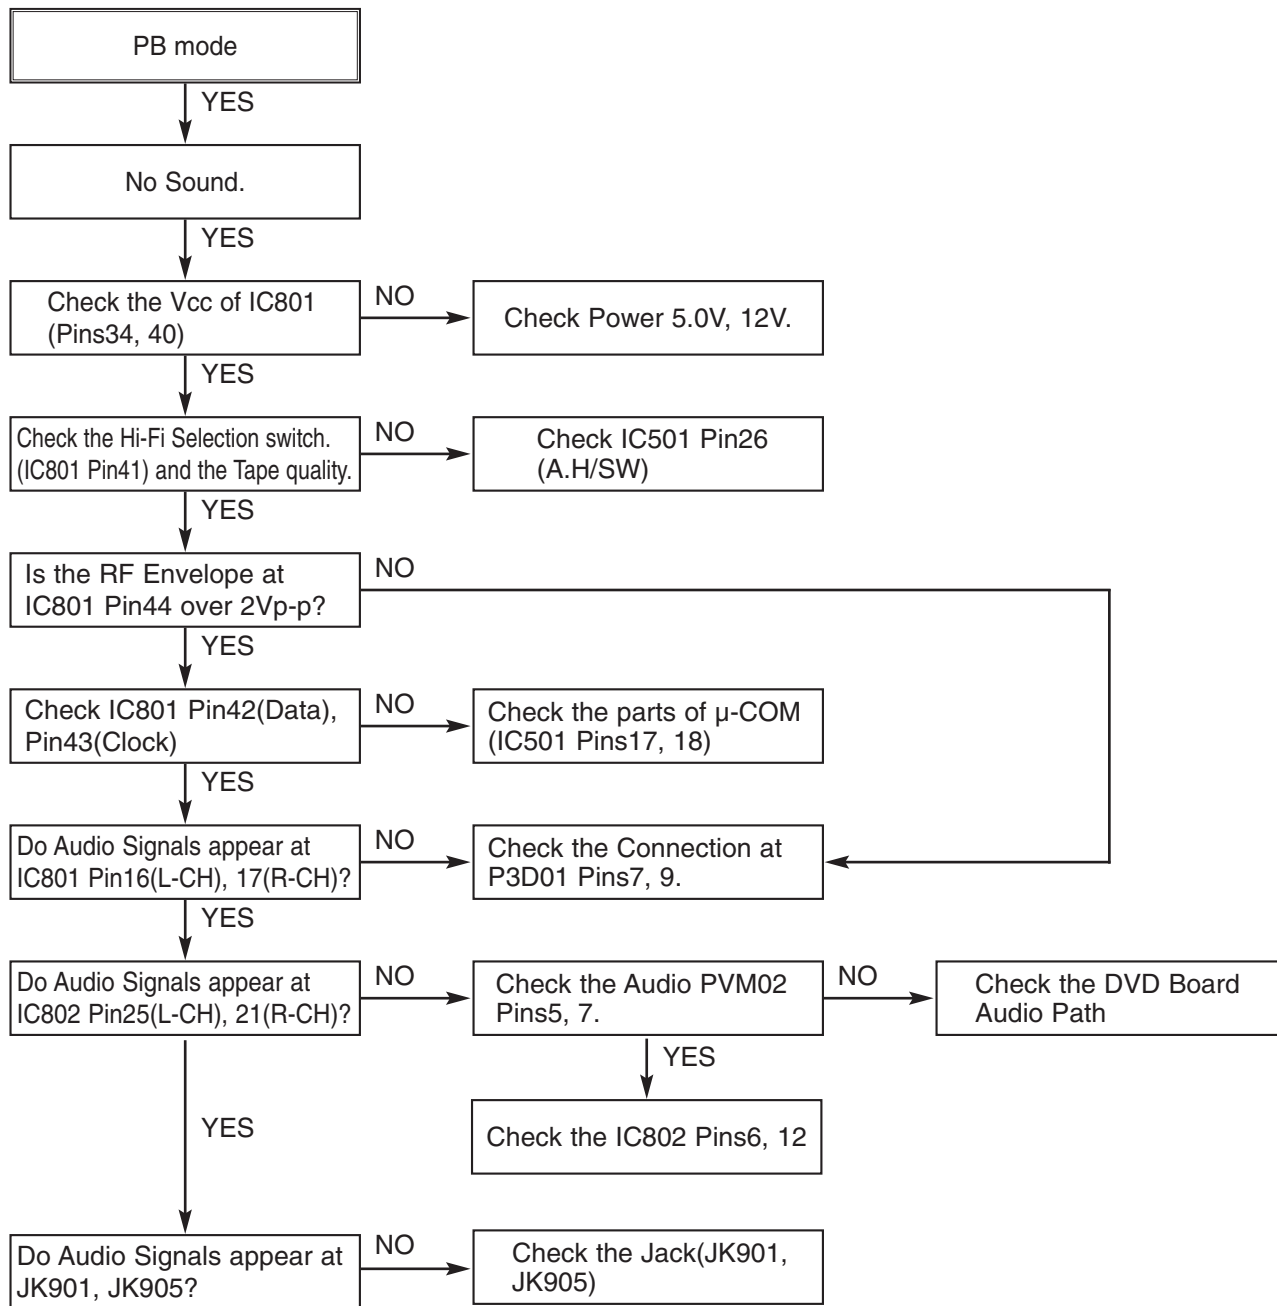 PB mode
YES
No Sound.
YES
Check the Vcc of IC801
(Pins34, 40)
NO
Check Power 5.0V, 12V.
YES
Check the Hi-Fi Selection switch.
(IC801 Pin41) and the Tape quality.
NO
Check IC501 Pin26
(A.H/SW)
YES
Is the RF Envelope at
IC801 Pin44 over 2Vp-p?
NO
YES
Check IC801 Pin42(Data),
Pin43(Clock)
NO
Check the parts of µ-COM
(IC501 Pins17, 18)
YES
Do Audio Signals appear at
IC801 Pin16(L-CH), 17(R-CH)?
NO
Check the Connection at
P3D01 Pins7, 9.
YES
Do Audio Signals appear at
IC802 Pin25(L-CH), 21(R-CH)?
NO
Check the Audio PVM02
Pins5, 7.
NO
Check the DVD Board
Audio Path
YES
Check the IC802 Pins6, 12
YES
Do Audio Signals appear at
JK901, JK905?
NO
Check the Jack(JK901,
JK905)